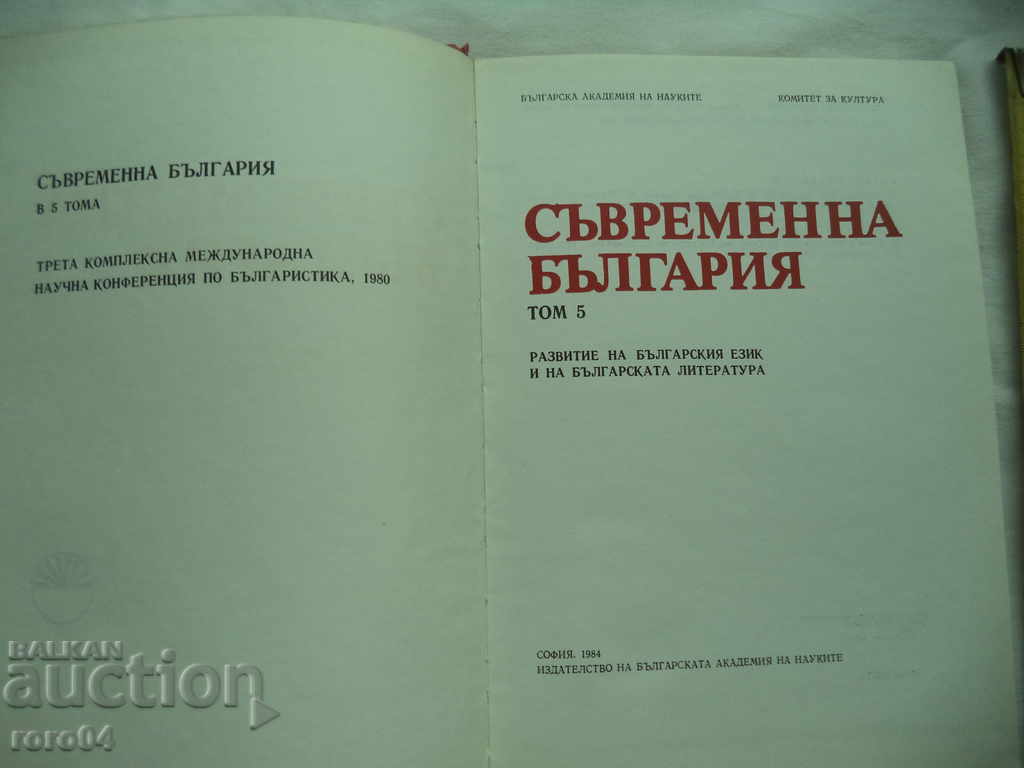 СЪВРЕМЕННА БЪЛГАРИЯ
В 5 ТОМА
ТРЕТА КОМПЛЕКСНА МЕЖДУНАРОДНА
НАУЧНА КОНФЕРЕНЦИЯ ПО БЪЛГАРИСТИКА, 1980
БЪЛГАРСКА АКАДЕМИЯ НА НАУКИТЕ КОМИТЕТ ЗА КУЛТУРА
СЪВРЕМЕННА
БЪЛГАРИЯ
ТОМ 5
РАЗВИТИЕ НА БЪЛГАРСКИЯ ЕЗИК
И НА БЪЛГАРСКАТА ЛИТЕРАТУРА
СОФИЯ, 1984
ИЗДАТЕЛСТВО НА БЪЛГАРСКАТА АКАДЕМИЯ НА НАУКИТЕ
BALKAN
auction
roro04